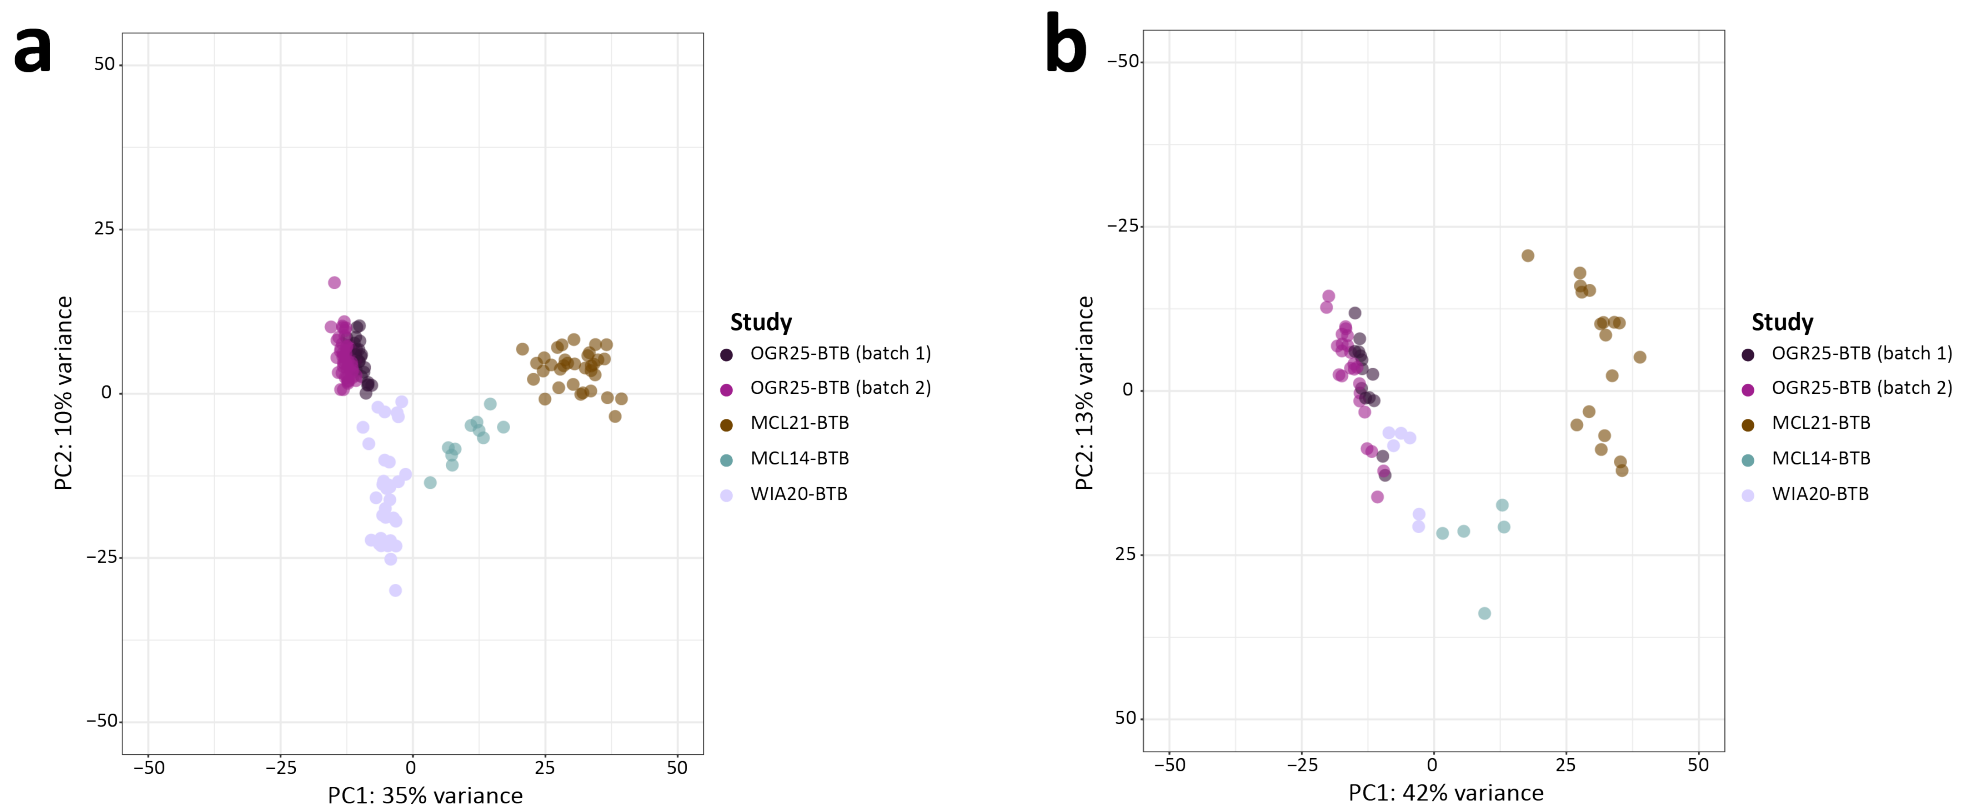 a
50
25
0
−25
−50
−50
−25
0
25
50
PC2: 10% variance
PC1: 35% variance
Study
OGR25-BTB (batch 1)
OGR25-BTB (batch 2)
MCL21-BTB
MCL14-BTB
WIA20-BTB
b
−50
−25
0
25
50
−50
−25
0
25
50
PC2: 13% variance
PC1: 42% variance
Study
OGR25-BTB (batch 1)
OGR25-BTB (batch 2)
MCL21-BTB
MCL14-BTB
WIA20-BTB